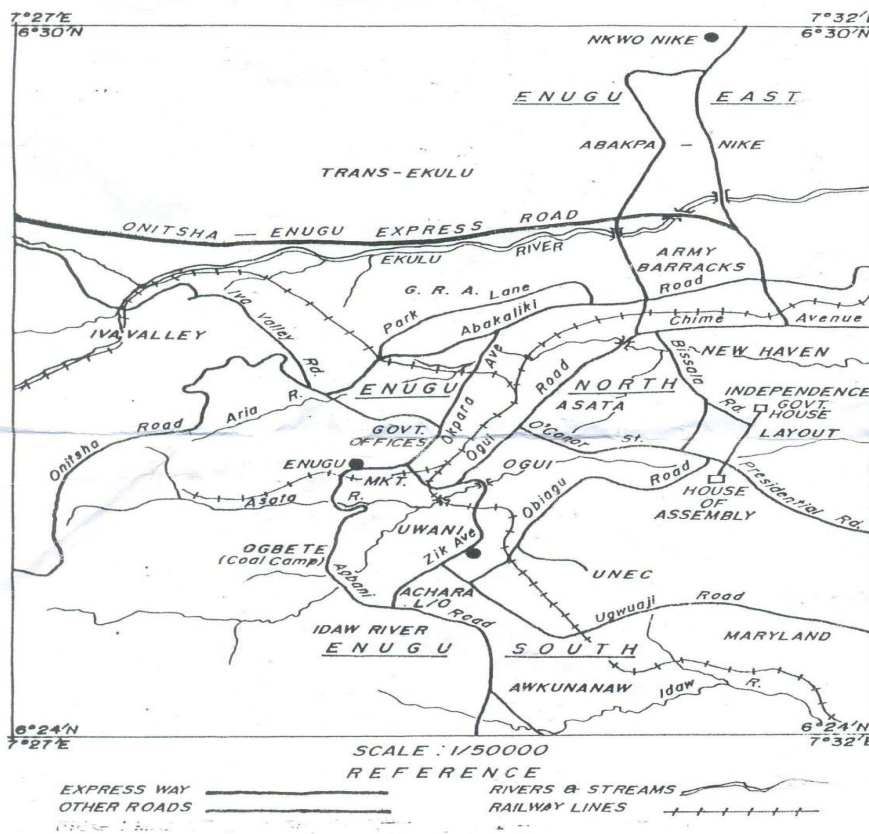 7°27'E
6°30'N
7°32'E
6°30'N
NKWO NIKE
ENUGU EAST
ABAKPA - NIKE
TRANS-EKULU
ONITSHA - ENUGU EXPRESS ROAD
RIVER
EKULU
ARMY
BARRACKS
G. R. A.
Park Lane
Abakaliki Road
Chime Avenue
IVA VALLEY
Iva Valley Rd.
Bissala Rd.
NEW HAVEN
ENUGU NORTH
Okpara Ave
Ogui Road
ASATA
INDEPENDENCE
GOVT.
HOUSE
LAYOUT
Onitsha Road
Aria R.
GOVT.
OFFICES
O'Conor St.
ENUGU
MKT.
OGUI
Asata R.
Obiagu Road
HOUSE
OF
ASSEMBLY
Presidential Rd.
UWANI
Zik Ave
OGBETE
(Coal Camp)
Agbani Road
UNEC
ACHARA
L/O
Ugwuaji Road
IDAW RIVER
MARYLAND
ENUGU SOUTH
AWKUNANAW
Idaw R.
6°24'N
7°27'E
6°24'N
7°32'E
SCALE : 1/50000
REFERENCE
EXPRESS WAY
OTHER ROADS
RIVERS & STREAMS
RAILWAY LINES